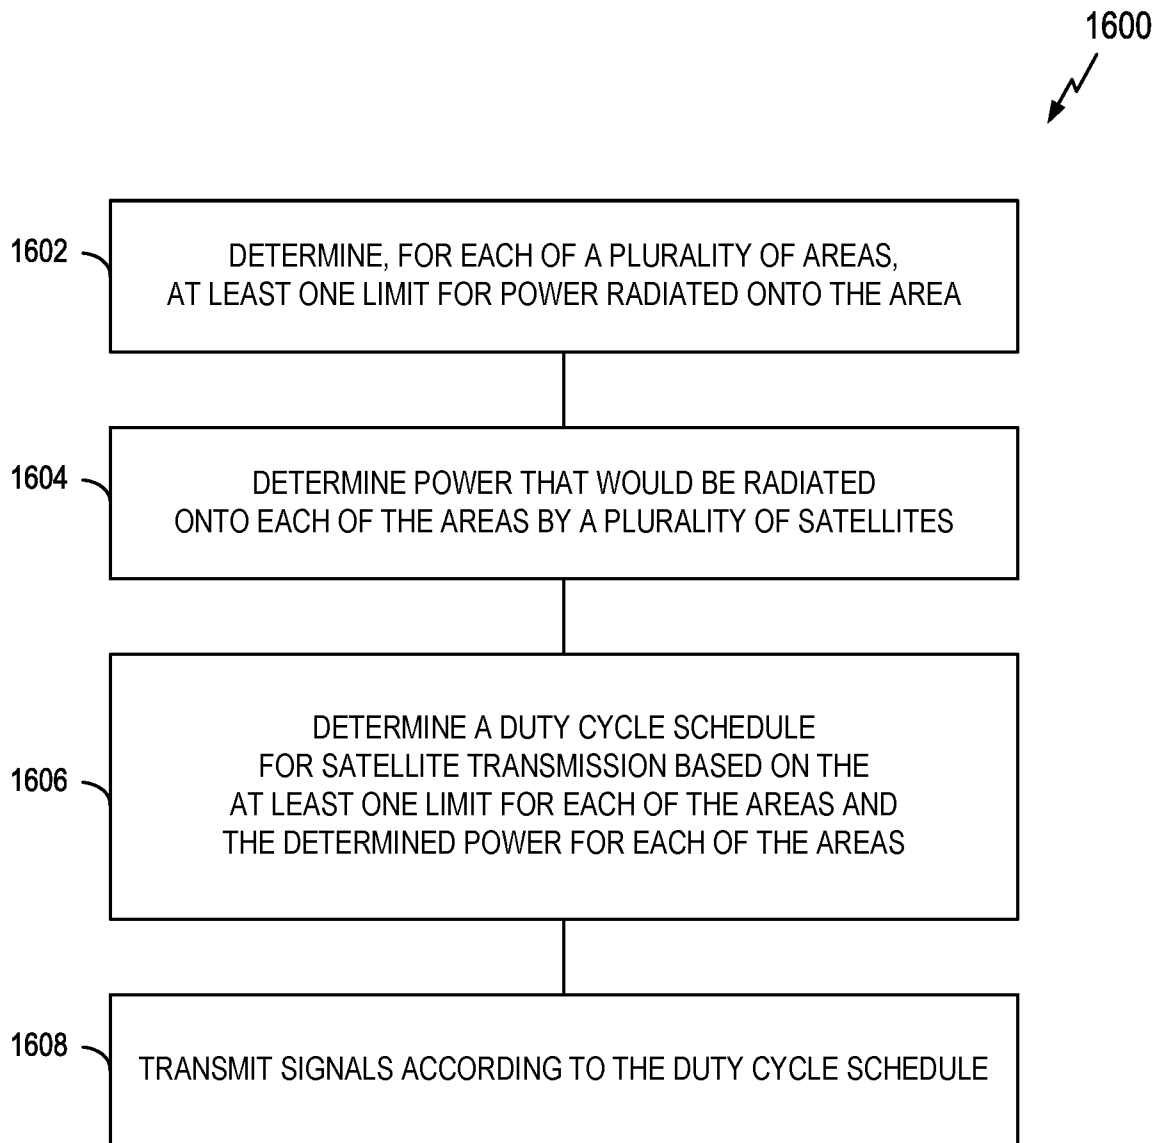 1600
1602
DETERMINE, FOR EACH OF A PLURALITY OF AREAS,
AT LEAST ONE LIMIT FOR POWER RADIATED ONTO THE AREA
1604
DETERMINE POWER THAT WOULD BE RADIATED
ONTO EACH OF THE AREAS BY A PLURALITY OF SATELLITES
1606
DETERMINE A DUTY CYCLE SCHEDULE
FOR SATELLITE TRANSMISSION BASED ON THE
AT LEAST ONE LIMIT FOR EACH OF THE AREAS AND
THE DETERMINED POWER FOR EACH OF THE AREAS
1608
TRANSMIT SIGNALS ACCORDING TO THE DUTY CYCLE SCHEDULE